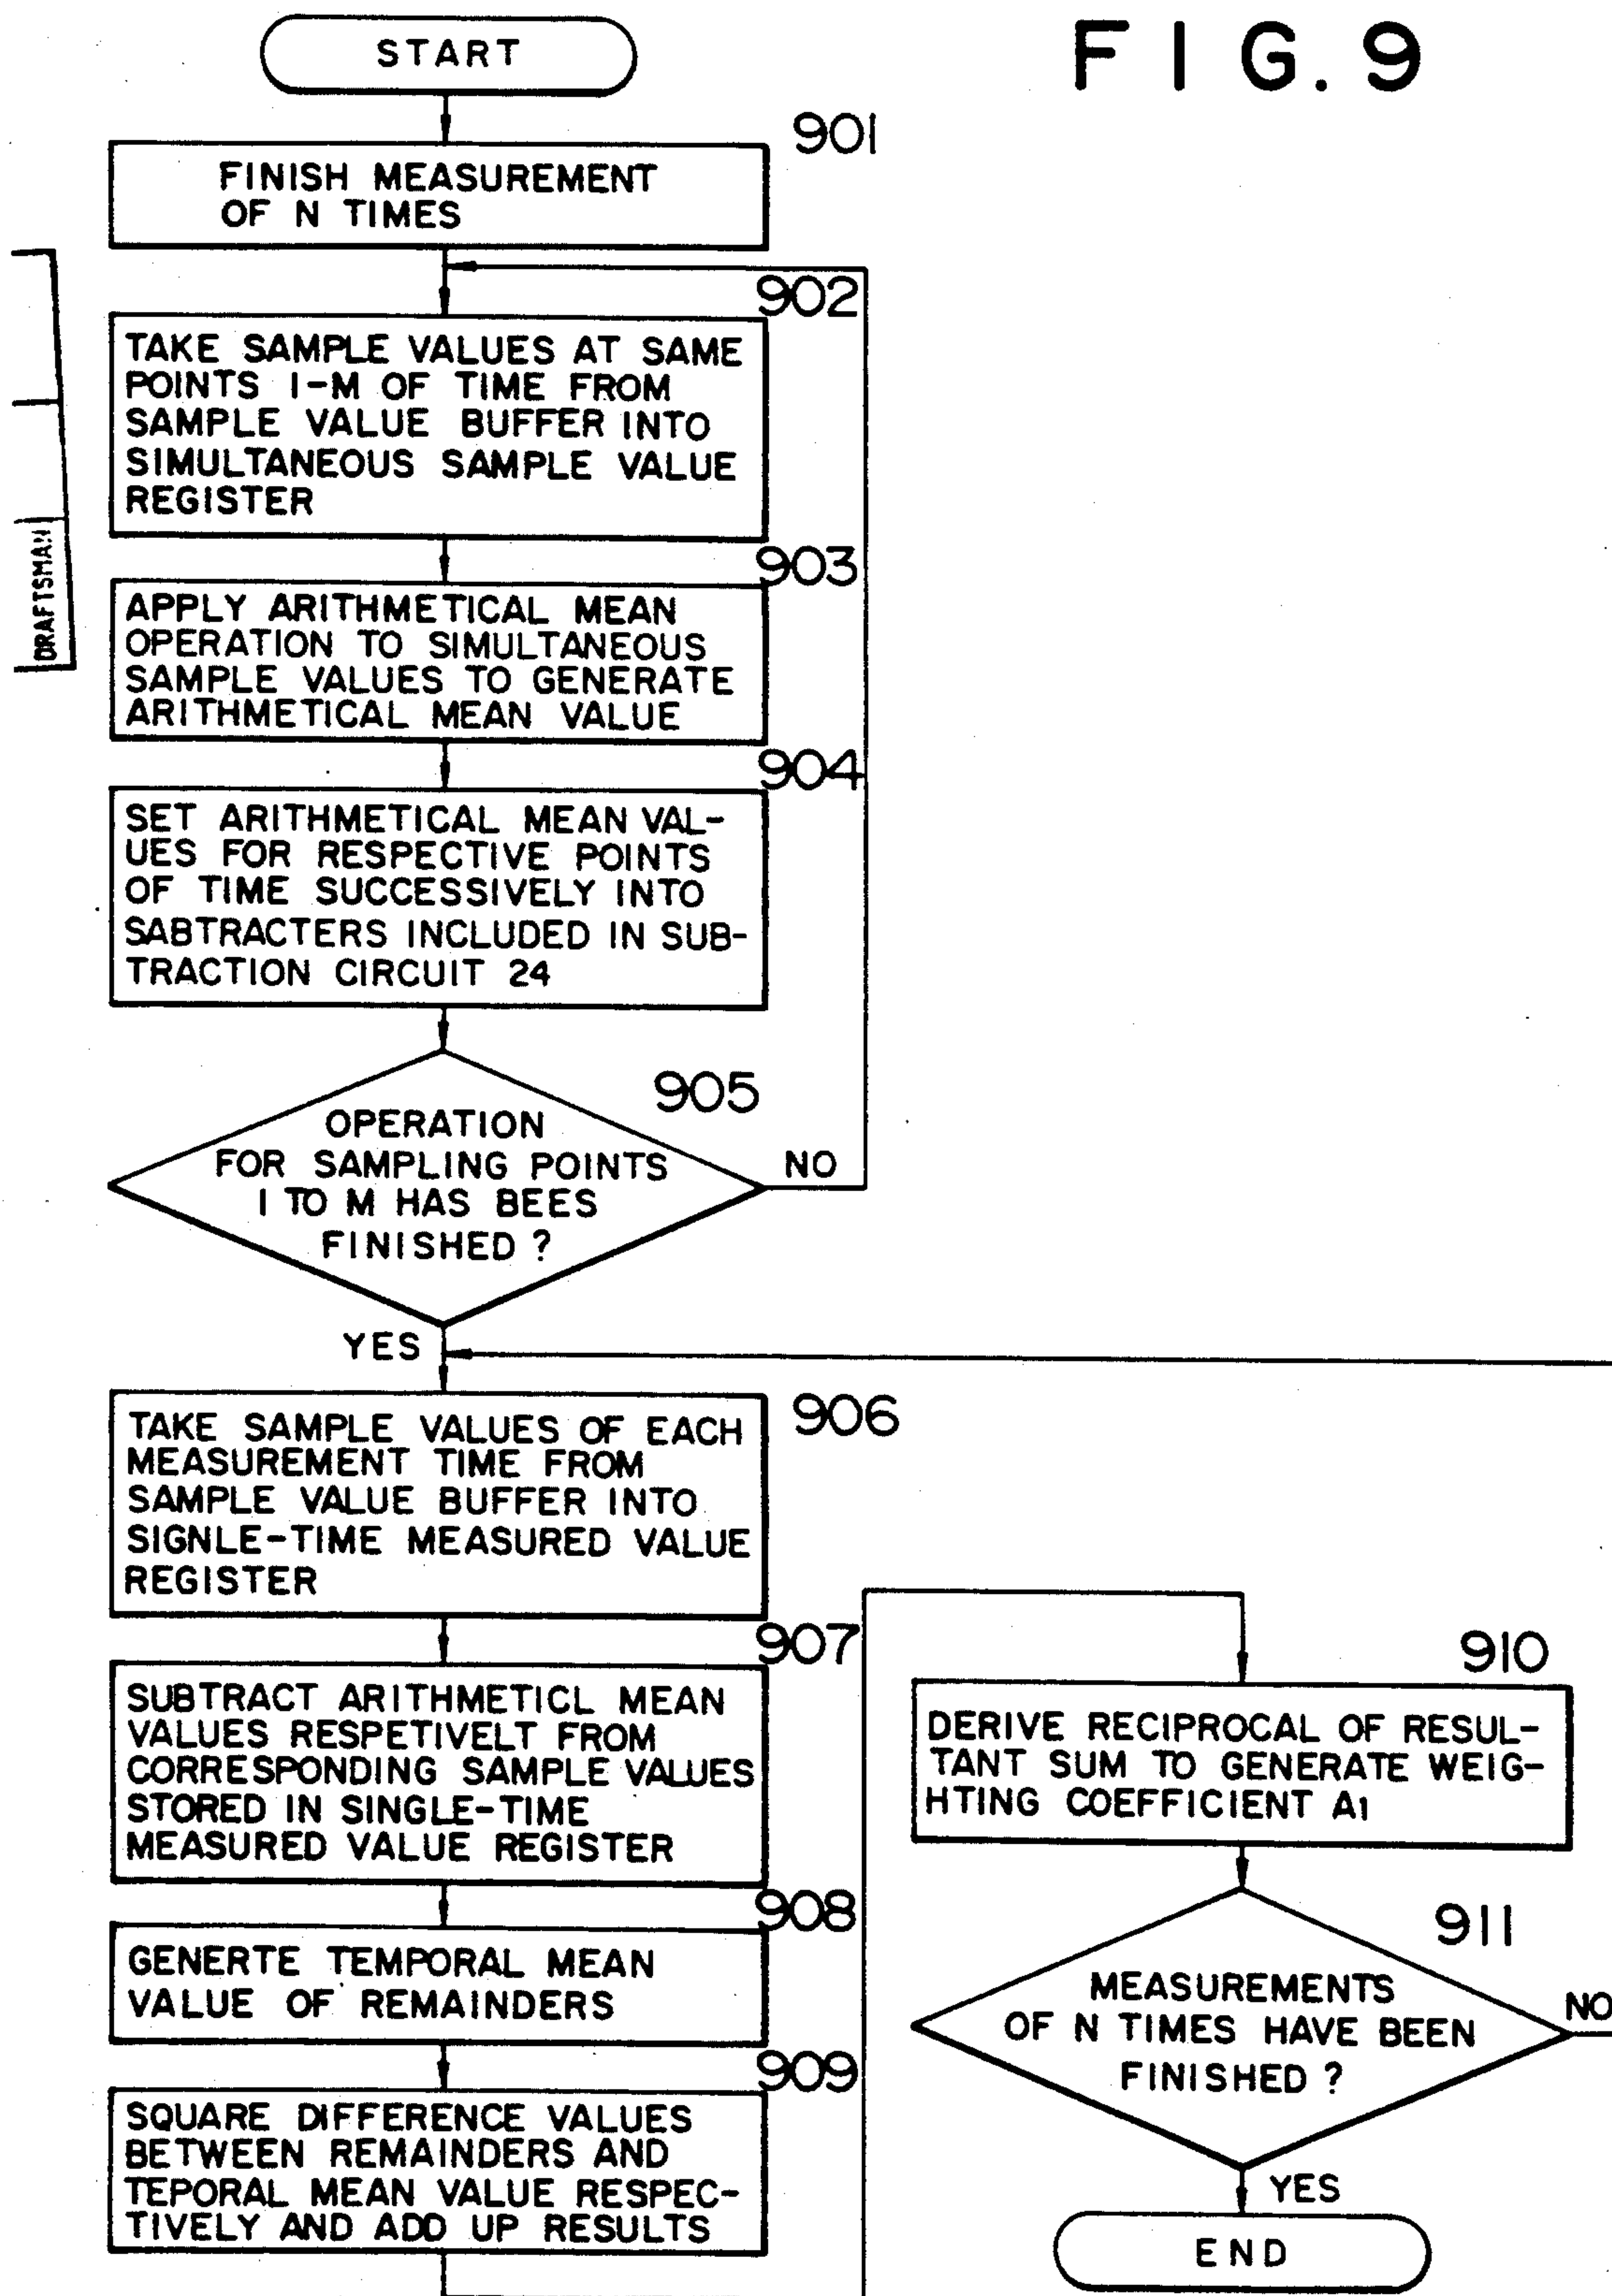 FIG. 9
START
901
FINISH MEASUREMENT
OF N TIMES
902
TAKE SAMPLE VALUES AT SAME
POINTS 1-M OF TIME FROM
SAMPLE VALUE BUFFER INTO
SIMULTANEOUS SAMPLE VALUE
REGISTER
DRAFTSMAN
903
APPLY ARITHMETICAL MEAN
OPERATION TO SIMULTANEOUS
SAMPLE VALUES TO GENERATE
ARITHMETICAL MEAN VALUE
904
SET ARITHMETICAL MEAN VAL-
UES FOR RESPECTIVE POINTS
OF TIME SUCCESSIVELY INTO
SABTRACTERS INCLUDED IN SUB-
TRACTION CIRCUIT 24
905
OPERATION
FOR SAMPLING POINTS
1 TO M HAS BEES
FINISHED ?
NO
YES
906
TAKE SAMPLE VALUES OF EACH
MEASUREMENT TIME FROM
SAMPLE VALUE BUFFER INTO
SIGNLE-TIME MEASURED VALUE
REGISTER
907
SUBTRACT ARITHMETICL MEAN
VALUES RESPETIVELT FROM
CORRESPONDING SAMPLE VALUES
STORED IN SINGLE-TIME
MEASURED VALUE REGISTER
908
GENERTE TEMPORAL MEAN
VALUE OF REMAINDERS
909
SQUARE DIFFERENCE VALUES
BETWEEN REMAINDERS AND
TEPORAL MEAN VALUE RESPEC-
TIVELY AND ADD UP RESULTS
910
DERIVE RECIPROCAL OF RESUL-
TANT SUM TO GENERATE WEIG-
HTING COEFFICIENT A1
911
MEASUREMENTS
OF N TIMES HAVE BEEN
FINISHED ?
NO
YES
END